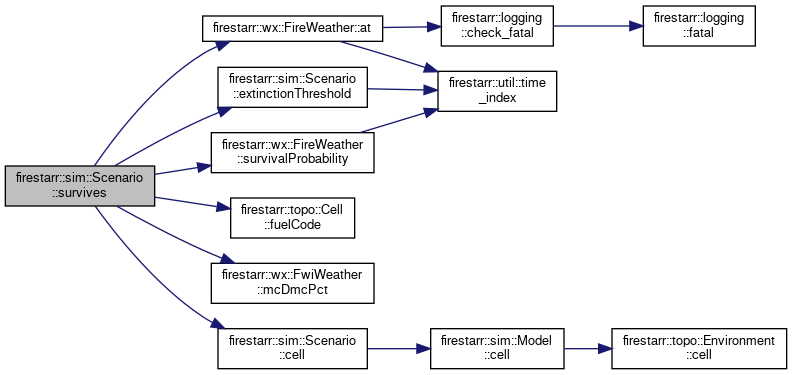 firestarr::sim::Scenario
::survives
firestarr::wx::FireWeather::at
firestarr::logging
::check_fatal
firestarr::logging
::fatal
firestarr::sim::Scenario
::extinctionThreshold
firestarr::util::time
_index
firestarr::wx::FireWeather
::survivalProbability
firestarr::topo::Cell
::fuelCode
firestarr::wx::FwiWeather
::mcDmcPct
firestarr::sim::Scenario
::cell
firestarr::sim::Model
::cell
firestarr::topo::Environment
::cell